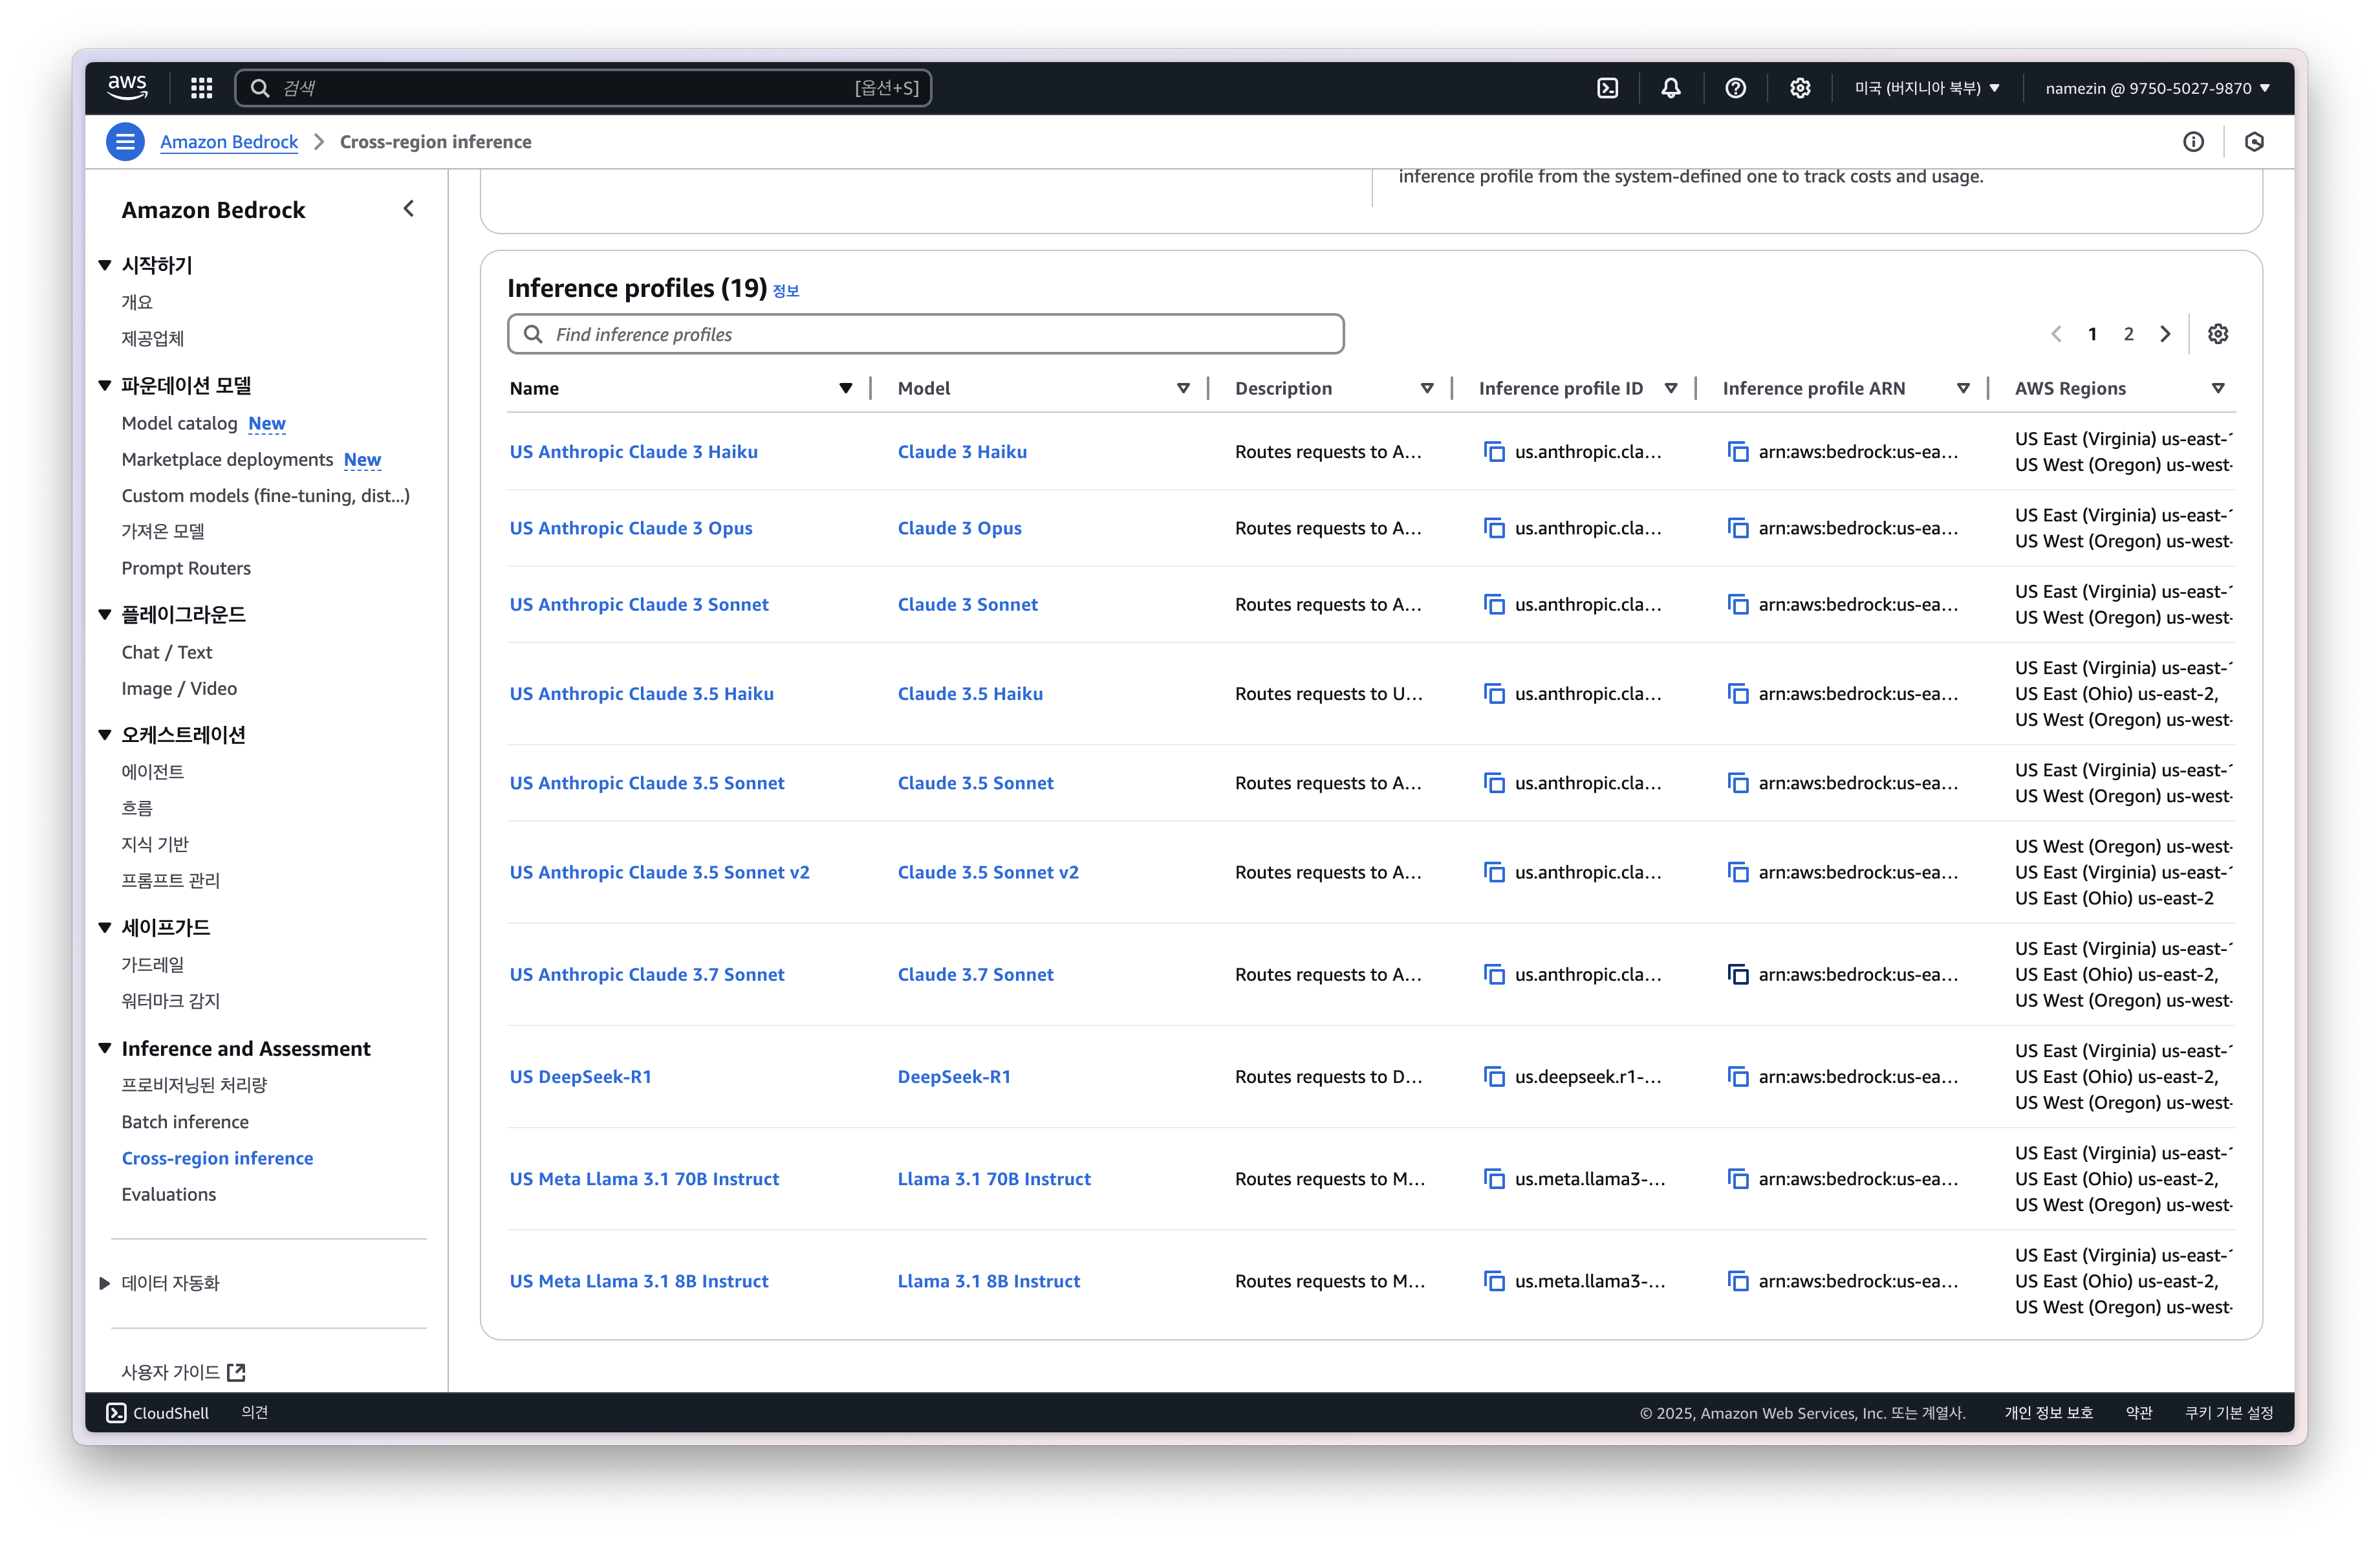 aws
검색
[옵션+S]
미국 (버지니아 북부)
namezin @ 9750-5027-9870
Amazon Bedrock
Cross-region inference
Amazon Bedrock
시작하기
개요
제공업체
파운데이션 모델
Model catalog New
Marketplace deployments New
Custom models (fine-tuning, dist...)
가져온 모델
Prompt Routers
플레이그라운드
Chat / Text
Image / Video
오케스트레이션
에이전트
흐름
지식 기반
프롬프트 관리
세이프가드
가드레일
워터마크 감지
Inference and Assessment
프로비저닝된 처리량
Batch inference
Cross-region inference
Evaluations
데이터 자동화
사용자 가이드
inference profile from the system-defined one to track costs and usage.
Inference profiles (19) 정보
Find inference profiles
1 2
Name Model Description Inference profile ID Inference profile ARN AWS Regions
US Anthropic Claude 3 Haiku Claude 3 Haiku Routes requests to A... us.anthropic.cla... arn:aws:bedrock:us-ea...
US East (Virginia) us-east-1
US West (Oregon) us-west-
US Anthropic Claude 3 Opus Claude 3 Opus Routes requests to A... us.anthropic.cla... arn:aws:bedrock:us-ea...
US East (Virginia) us-east-1
US West (Oregon) us-west-
US Anthropic Claude 3 Sonnet Claude 3 Sonnet Routes requests to A... us.anthropic.cla... arn:aws:bedrock:us-ea...
US East (Virginia) us-east-1
US West (Oregon) us-west-
US Anthropic Claude 3.5 Haiku Claude 3.5 Haiku Routes requests to U... us.anthropic.cla... arn:aws:bedrock:us-ea...
US East (Virginia) us-east-1
US East (Ohio) us-east-2,
US West (Oregon) us-west-
US Anthropic Claude 3.5 Sonnet Claude 3.5 Sonnet Routes requests to A... us.anthropic.cla... arn:aws:bedrock:us-ea...
US East (Virginia) us-east-1
US West (Oregon) us-west-
US Anthropic Claude 3.5 Sonnet v2 Claude 3.5 Sonnet v2 Routes requests to A... us.anthropic.cla... arn:aws:bedrock:us-ea...
US West (Oregon) us-west-
US East (Virginia) us-east-1
US East (Ohio) us-east-2
US Anthropic Claude 3.7 Sonnet Claude 3.7 Sonnet Routes requests to A... us.anthropic.cla... arn:aws:bedrock:us-ea...
US East (Virginia) us-east-1
US East (Ohio) us-east-2,
US West (Oregon) us-west-
US DeepSeek-R1 DeepSeek-R1 Routes requests to D... us.deepseek.r1-... arn:aws:bedrock:us-ea...
US East (Virginia) us-east-1
US East (Ohio) us-east-2,
US West (Oregon) us-west-
US Meta Llama 3.1 70B Instruct Llama 3.1 70B Instruct Routes requests to M... us.meta.llama3-... arn:aws:bedrock:us-ea...
US East (Virginia) us-east-1
US East (Ohio) us-east-2,
US West (Oregon) us-west-
US Meta Llama 3.1 8B Instruct Llama 3.1 8B Instruct Routes requests to M... us.meta.llama3-... arn:aws:bedrock:us-ea...
US East (Virginia) us-east-1
US East (Ohio) us-east-2,
US West (Oregon) us-west-
CloudShell
의견
© 2025, Amazon Web Services, Inc. 또는 계열사.
개인 정보 보호
약관
쿠키 기본 설정